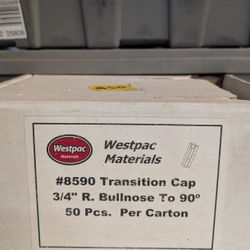 Westpac
Materials
Westpac
Materials
#8590 Transition Cap
3/4" R. Bullnose To 90°
50 Pcs. Per Carton